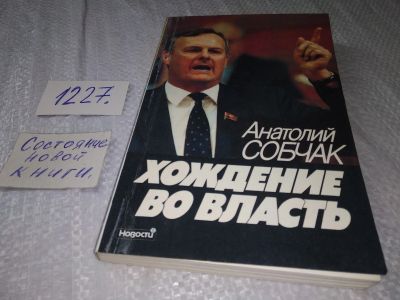 1227.
Состояние
новой
книги.
Анатолий
СОБЧАК
ХОЖДЕНИЕ
ВО ВЛАСТЬ
Новости